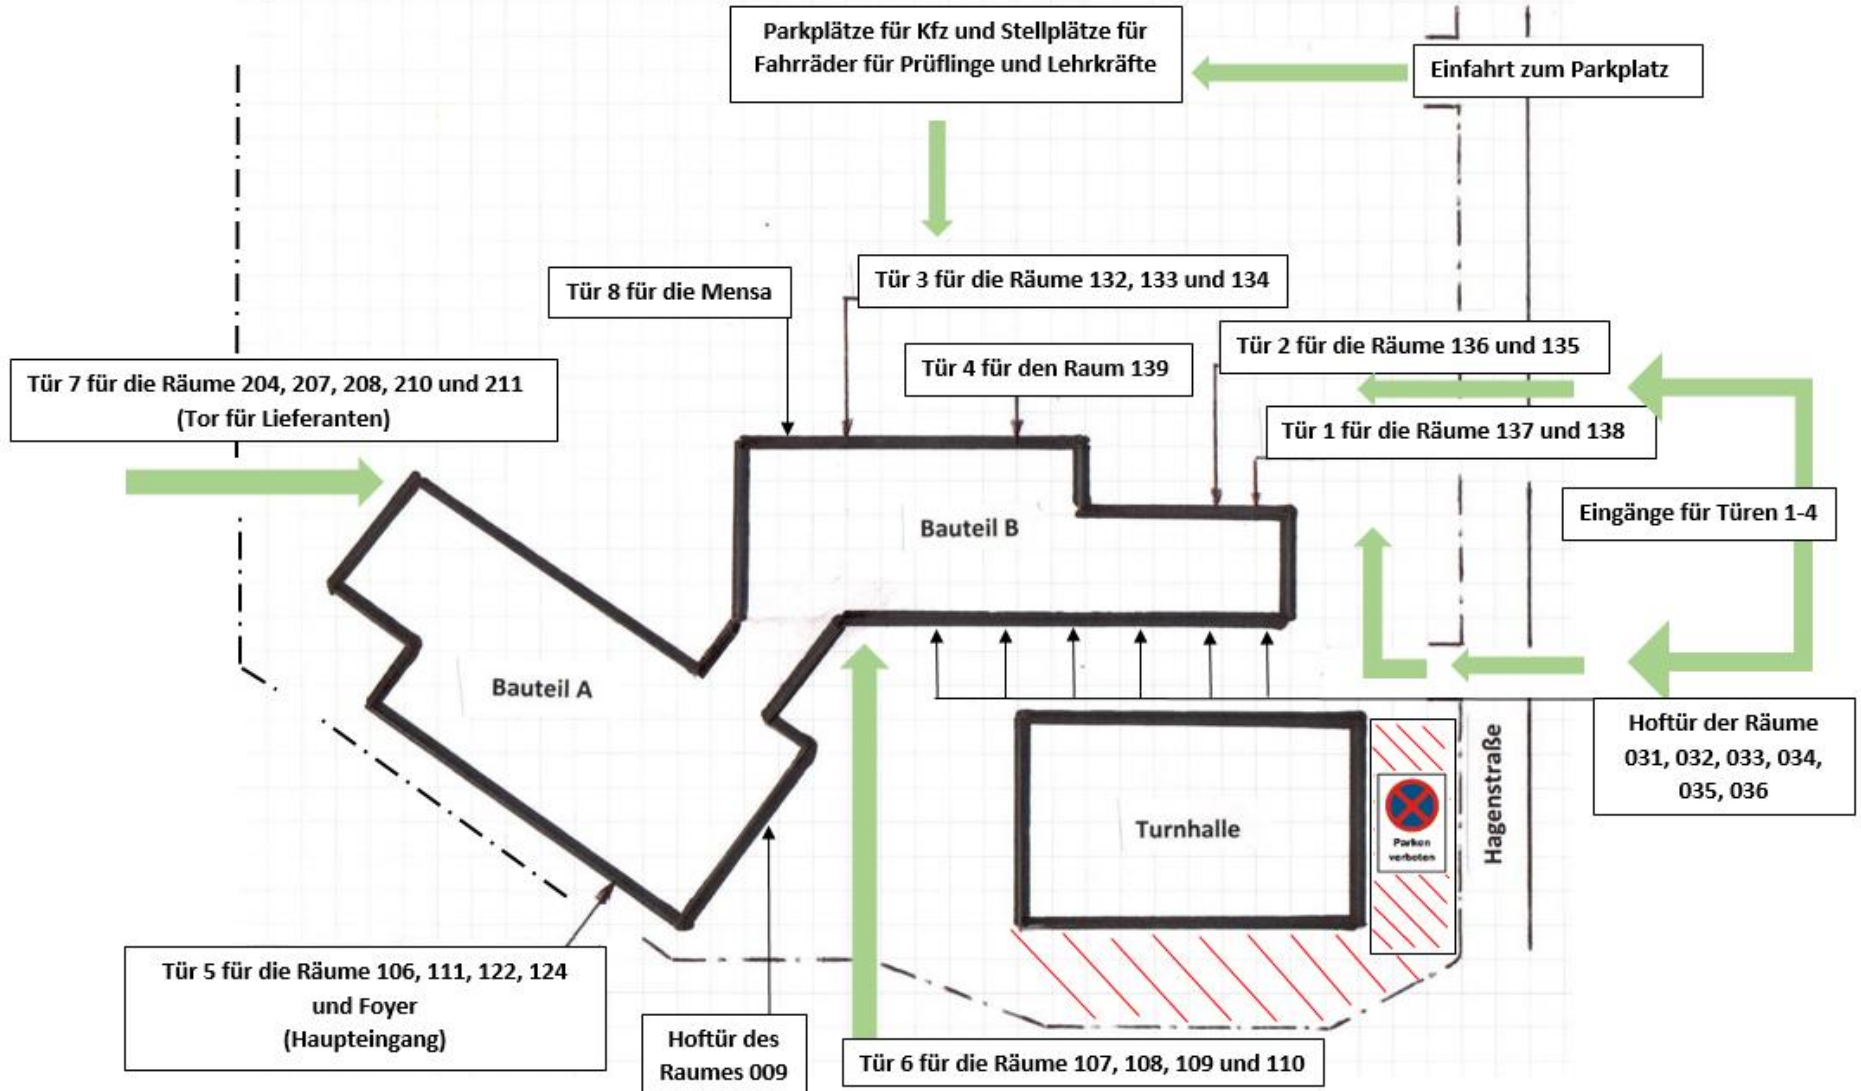 Parkplätze für Kfz und Stellplätze für
Fahrräder für Prüflinge und Lehrkräfte
Einfahrt zum Parkplatz
Tür 8 für die Mensa
Tür 3 für die Räume 132, 133 und 134
Tür 4 für den Raum 139
Tür 2 für die Räume 136 und 135
Tür 7 für die Räume 204, 207, 208, 210 und 211
(Tor für Lieferanten)
Tür 1 für die Räume 137 und 138
Eingänge für Türen 1-4
Bauteil B
Bauteil A
Hoftür der Räume
031, 032, 033, 034,
035, 036
Turnhalle
Parken
verboten
Hagenstraße
Tür 5 für die Räume 106, 111, 122, 124
und Foyer
(Haupteingang)
Hoftür des
Raumes 009
Tür 6 für die Räume 107, 108, 109 und 110